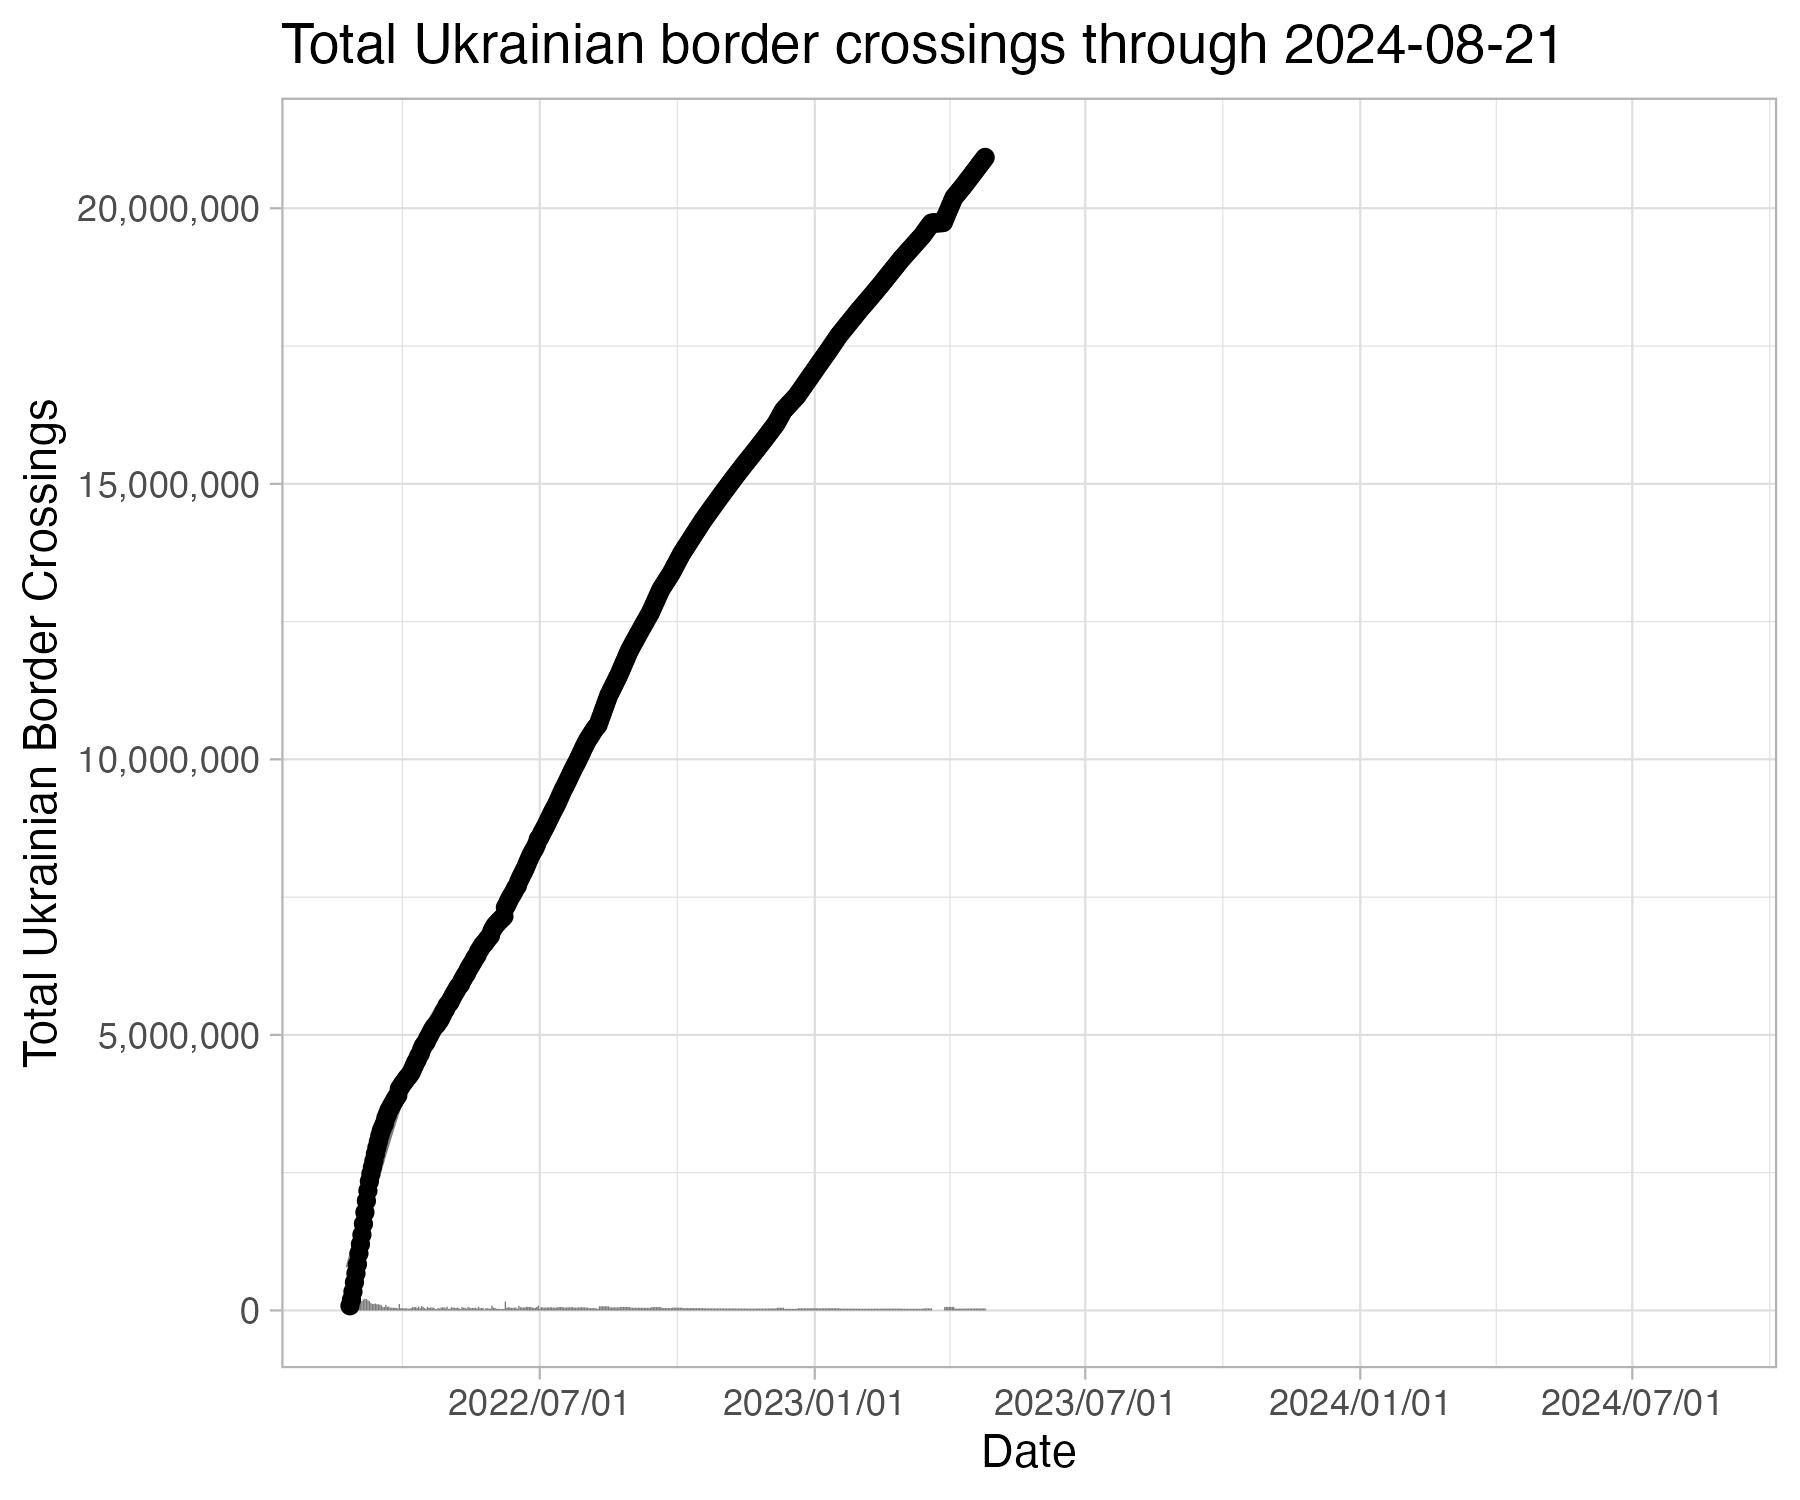 Total Ukrainian border crossings through 2024-08-21
Total Ukrainian Border Crossings
20,000,000
15,000,000
10,000,000
5,000,000
0
2022/07/01 2023/01/01 2023/07/01 2024/01/01 2024/07/01
Date